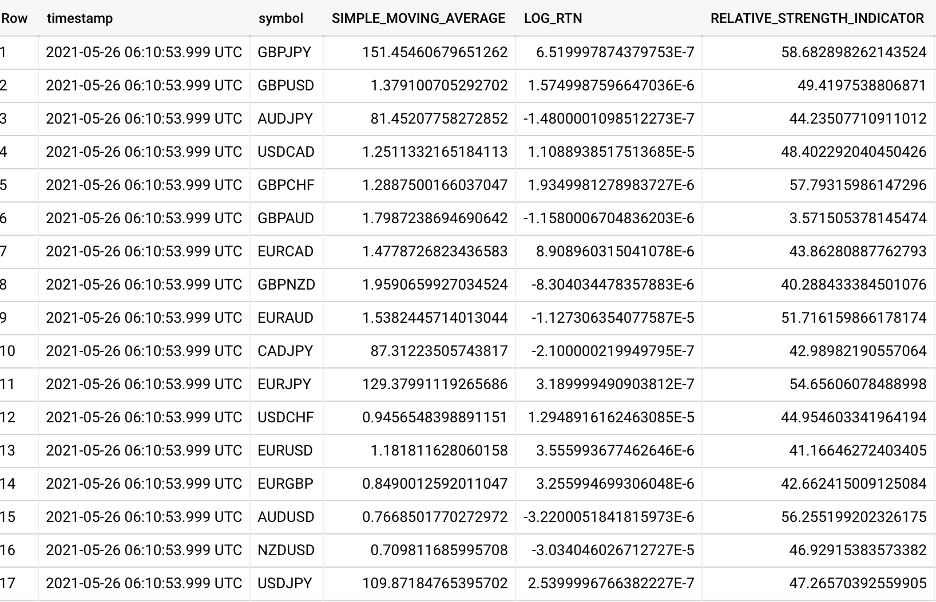 Row timestamp symbol SIMPLE_MOVING_AVERAGE LOG_RTN RELATIVE_STRENGTH_INDICATOR
1 2021-05-26 06:10:53.999 UTC GBPJPY 151.45460679651262 6.519997874379753E-7 58.682898262143524
2 2021-05-26 06:10:53.999 UTC GBPUSD 1.379100705292702 1.5749987596647036E-6 49.4197538806871
3 2021-05-26 06:10:53.999 UTC AUDJPY 81.45207758272852 -1.4800001098512273E-7 44.23507710911012
4 2021-05-26 06:10:53.999 UTC USDCAD 1.2511332165184113 1.1088938517513685E-5 48.402292040450426
5 2021-05-26 06:10:53.999 UTC GBPCHF 1.2887500166037047 1.9349981278983727E-6 57.79315986147296
6 2021-05-26 06:10:53.999 UTC GBPAUD 1.7987238694690642 -1.1580006704836203E-6 3.571505378145474
7 2021-05-26 06:10:53.999 UTC EURCAD 1.4778726823436583 8.908960315041078E-6 43.86280887762793
8 2021-05-26 06:10:53.999 UTC GBPNZD 1.9590659927034524 -8.304034478357883E-6 40.288433384501076
9 2021-05-26 06:10:53.999 UTC EURAUD 1.5382445714013044 -1.127306354077587E-5 51.716159866178174
10 2021-05-26 06:10:53.999 UTC CADJPY 87.31223505743817 -2.100000219949795E-7 42.98982190557064
11 2021-05-26 06:10:53.999 UTC EURJPY 129.37991119265686 3.189999490903812E-7 54.65606078488998
12 2021-05-26 06:10:53.999 UTC USDCHF 0.9456548398891151 1.2948916162463085E-5 44.954603341964194
13 2021-05-26 06:10:53.999 UTC EURUSD 1.181811628060158 3.555993677462646E-6 41.16646272403405
14 2021-05-26 06:10:53.999 UTC EURGBP 0.8490012592011047 3.255994699306048E-6 42.662415009125084
15 2021-05-26 06:10:53.999 UTC AUDUSD 0.7668501770272972 -3.2200051841815973E-6 56.255199202326175
16 2021-05-26 06:10:53.999 UTC NZDUSD 0.709811685995708 -3.034046026712727E-5 46.92915383573382
17 2021-05-26 06:10:53.999 UTC USDJPY 109.87184765395702 2.5399996766382227E-7 47.26570392559905